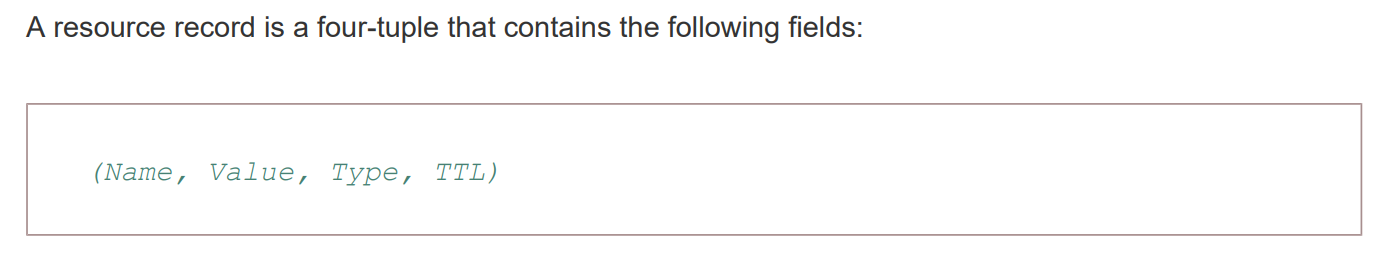 A resource record is a four-tuple that contains the following fields:
(Name, Value, Type, TTL)